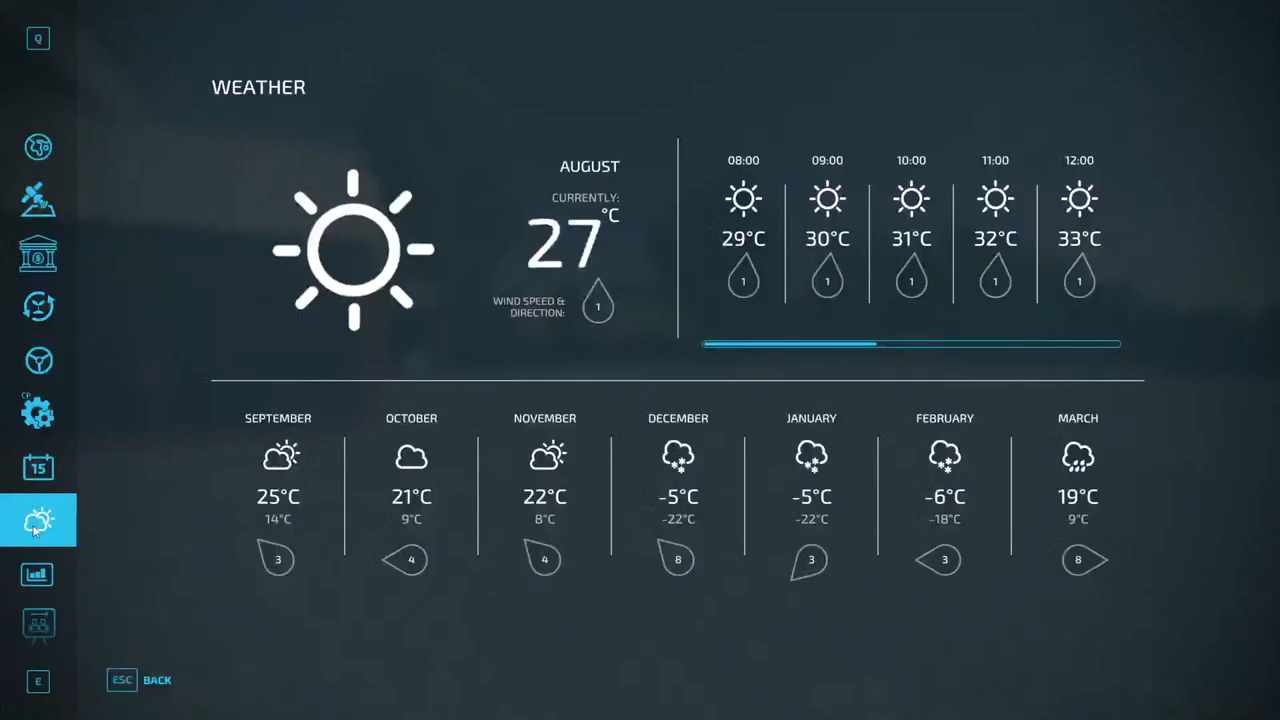 Q
WEATHER
AUGUST
CURRENTLY:
27°C
WIND SPEED &
DIRECTION:
1
08:00 09:00 10:00 11:00 12:00
29°C 30°C 31°C 32°C 33°C
1 1 1 1 1
SEPTEMBER OCTOBER NOVEMBER DECEMBER JANUARY FEBRUARY MARCH
25°C 21°C 22°C -5°C -5°C -6°C 19°C
14°C 9°C 8°C -22°C -22°C -18°C 9°C
3 4 4 8 3 3 8
CP
15
E
ESC BACK